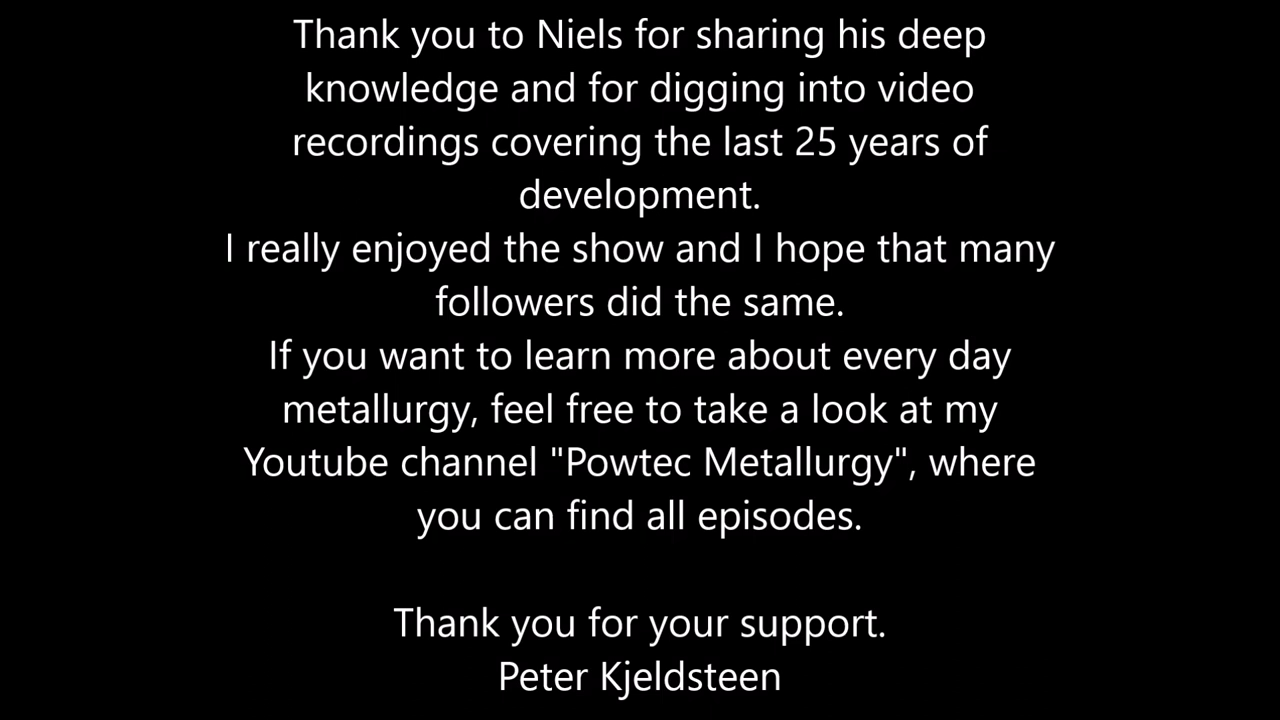 Thank you to Niels for sharing his deep
knowledge and for digging into video
recordings covering the last 25 years of
development.
I really enjoyed the show and I hope that many
followers did the same.
If you want to learn more about every day
metallurgy, feel free to take a look at my
Youtube channel "Powtec Metallurgy", where
you can find all episodes.
Thank you for your support.
Peter Kjeldsteen